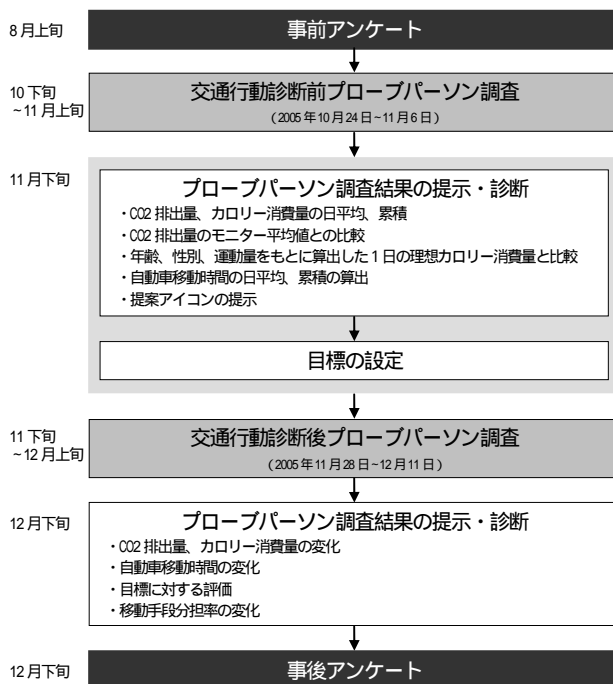 8月上旬
事前アンケート
10下旬
~11月上旬
交通行動診断前プローブパーソン調査
(2005年10月24日~11月6日)
11月下旬
プローブパーソン調査結果の提示・診断
・CO2排出量、カロリー消費量の日平均、累積
・CO2排出量のモニター平均値との比較
・年齢、性別、運動量をもとに算出した1日の理想カロリー消費量と比較
・自動車移動時間の日平均、累積の算出
・提案アイコンの提示
目標の設定
11下旬
~12月上旬
交通行動診断後プローブパーソン調査
(2005年11月28日~12月11日)
12月下旬
プローブパーソン調査結果の提示・診断
・CO2排出量、カロリー消費量の変化
・自動車移動時間の変化
・目標に対する評価
・移動手段分担率の変化
12月下旬
事後アンケート